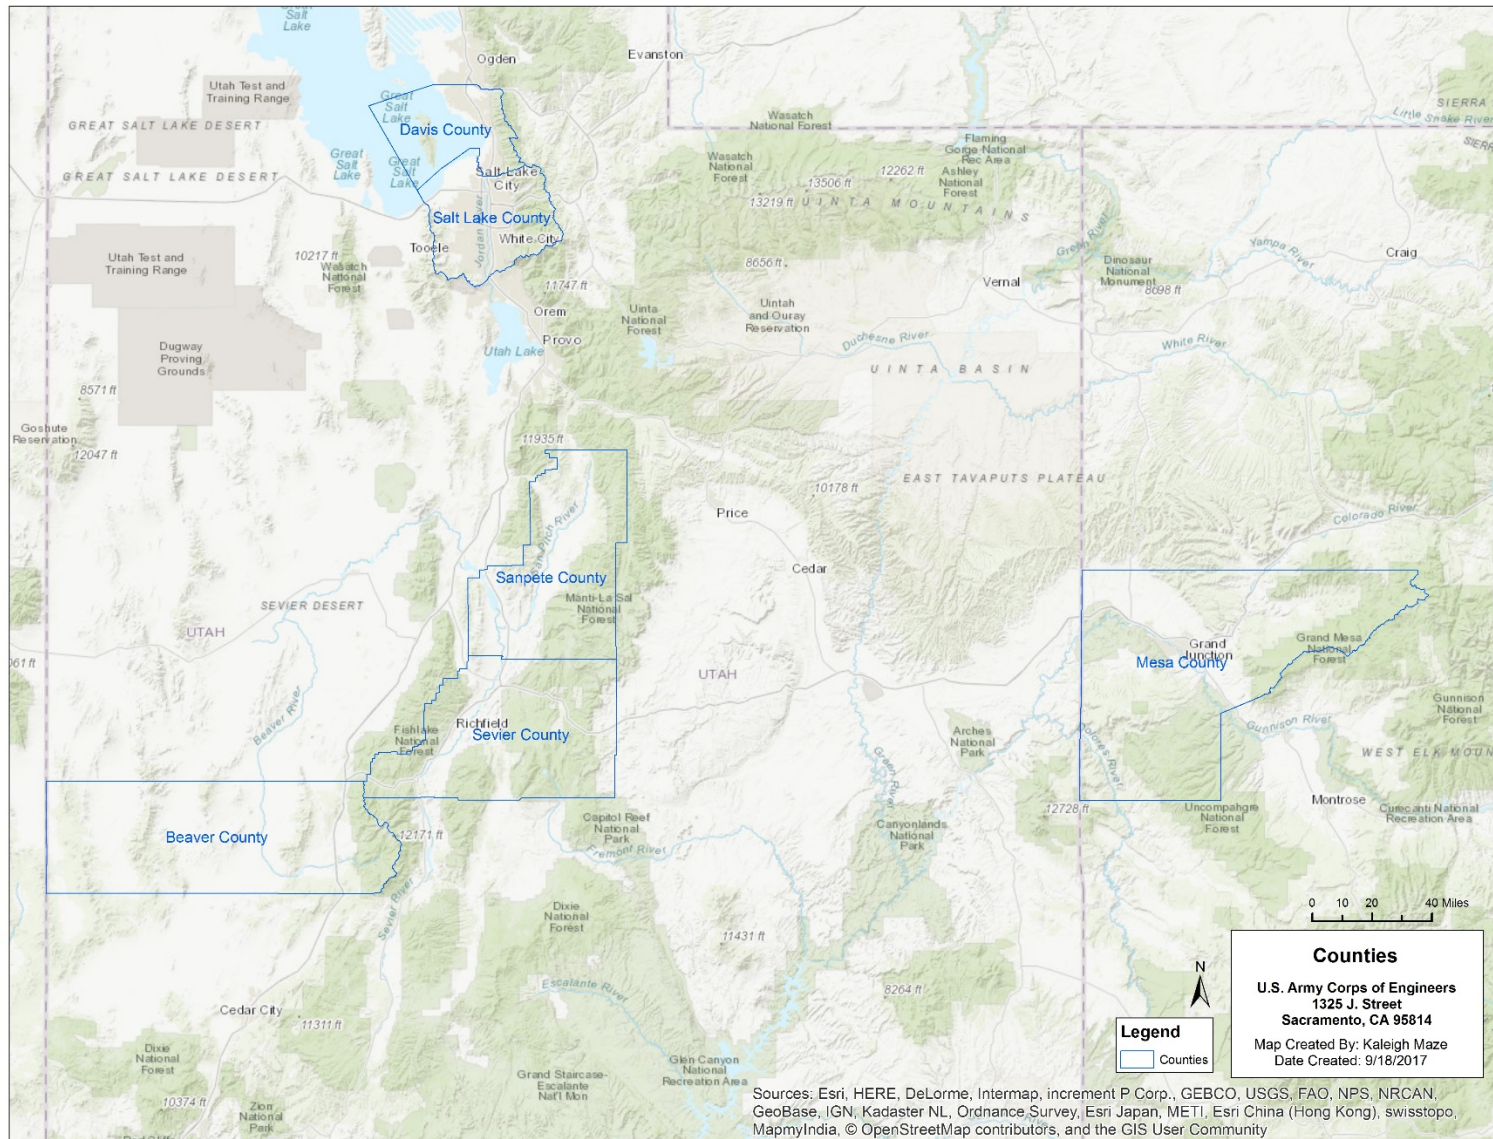 Great
Salt
Lake
Ogden
Evanston
Utah Test and
Training Range
Great
Salt
Lake
Davis County
GREAT SALT LAKE DESERT
Wasatch
National Forest
SIERRA
Little Snake River
SIERR
Flaming
Gorge National
Rec Area
Ashley
National
Forest
Great
Salt
Lake
Great
Salt
Lake
Salt Lake
City
Wasatch
National
Forest
GREAT SALT LAKE DESERT
13506 ft
12262 ft
13219 ft
UINTA MOUNTAINS
Salt Lake County
Jordan River
White City
Tooele
Utah Test and
Training Range
10217 ft
Wasatch
National
Forest
8656 ft
Green River
Yampa River
Craig
Dinosaur
National
Monument
8698 ft
Vernal
11747 ft
Uinta
National
Forest
Uintah
and Ouray
Reservation
Orem
Provo
Utah Lake
Duchesne River
White River
Dugway
Proving
Grounds
UINTA BASIN
8571 ft
Goshute
Reservation
12047 ft
11935 ft
10178 ft
EAST TAVAPUTS PLATEAU
Price
San Pitch River
Colorado River
Cedar
Sanpete County
Manti-La Sal
National
Forest
SEVIER DESERT
UTAH
061 ft
Grand
Junction
Mesa County
Grand Mesa
National
Forest
UTAH
Beaver River
Richfield
Sevier County
Fishlake
National
Forest
Gunnison
National
Forest
Gunnison River
Arches
National
Park
Dolores River
Green River
WEST ELK MOUN
Montrose
Curecanti National
Recreation Area
12728 ft
Uncompahgre
National
Forest
Beaver County
12171 ft
Capitol Reef
National
Park
Fremont River
Canyonlands
National
Park
Sevier River
Dixie
National
Forest
11431 ft
0 10 20 40 Miles
Counties
U.S. Army Corps of Engineers
1325 J. Street
Sacramento, CA 95814
Map Created By: Kaleigh Maze
Date Created: 9/18/2017
N
Legend
Counties
Escalante River
8264 ft
Cedar City
11311 ft
Dixie
National
Forest
Glen Canyon
National
Recreation Area
Grand Staircase-
Escalante
Nat'l Mon
10374 ft
Zion
National
Park
Sources: Esri, HERE, DeLorme, Intermap, increment P Corp., GEBCO, USGS, FAO, NPS, NRCAN,
GeoBase, IGN, Kadaster NL, Ordnance Survey, Esri Japan, METI, Esri China (Hong Kong), swisstopo,
MapmyIndia, © OpenStreetMap contributors, and the GIS User Community